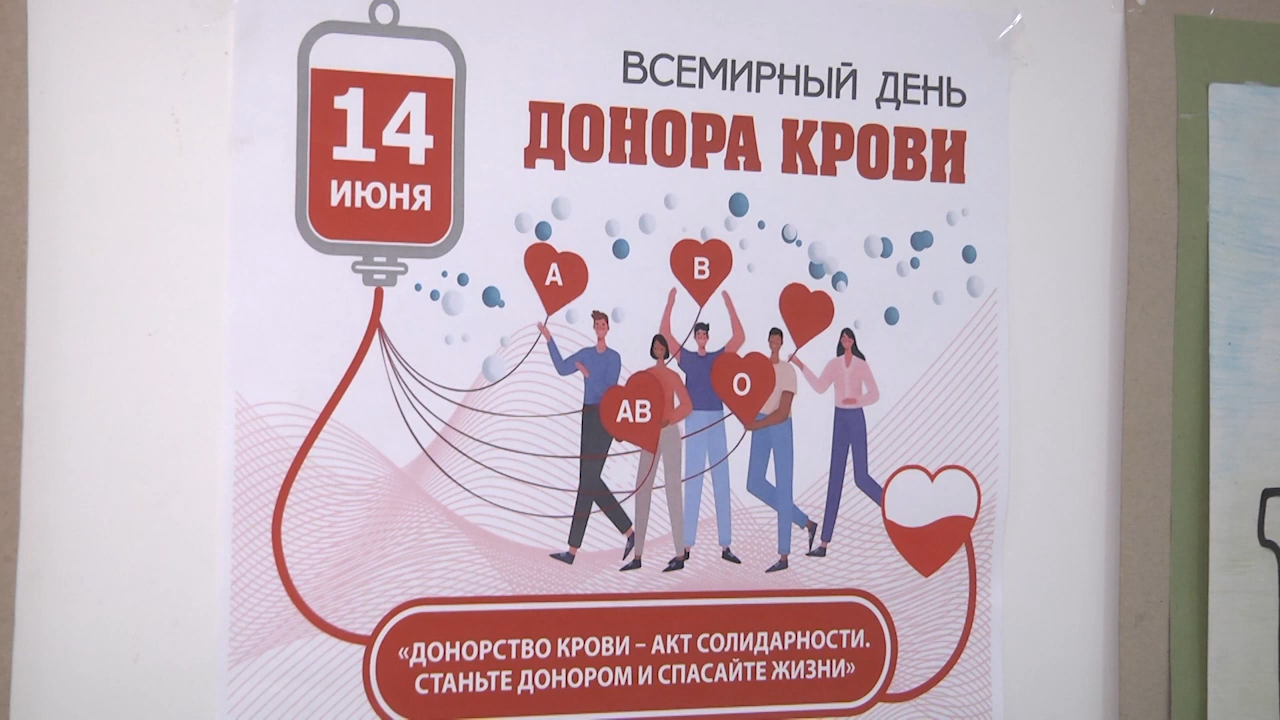 14
ИЮНЯ
ВСЕМИРНЫЙ ДЕНЬ
ДОНОРА КРОВИ
A
B
AB
O
«ДОНОРСТВО КРОВИ – АКТ СОЛИДАРНОСТИ.
СТАНЬТЕ ДОНОРОМ И СПАСАЙТЕ ЖИЗНИ»